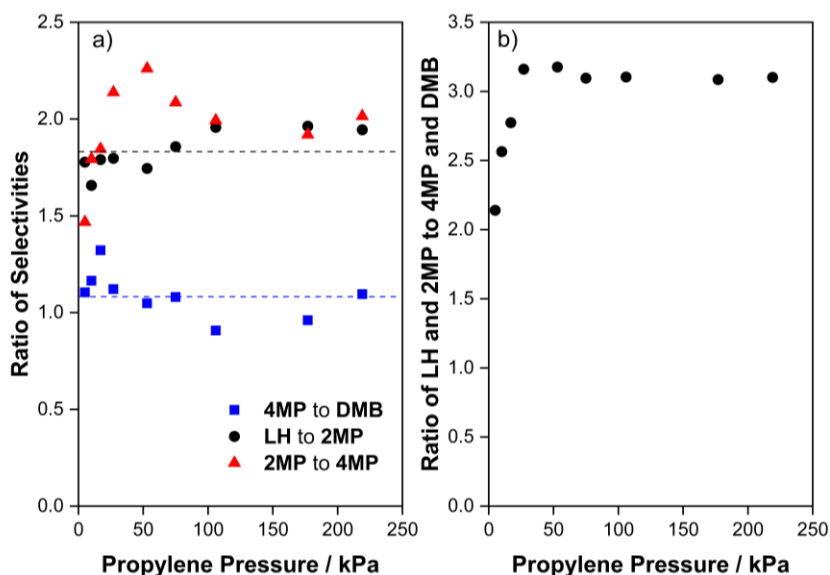 a)
Ratio of Selectivities
2.5
2.0
1.5
1.0
0.5
0.0
4MP to DMB
LH to 2MP
2MP to 4MP
0 50 100 150 200 250
Propylene Pressure / kPa
b)
Ratio of LH and 2MP to 4MP and DMB
3.5
3.0
2.5
2.0
1.5
1.0
0.5
0.0
0 50 100 150 200 250
Propylene Pressure / kPa